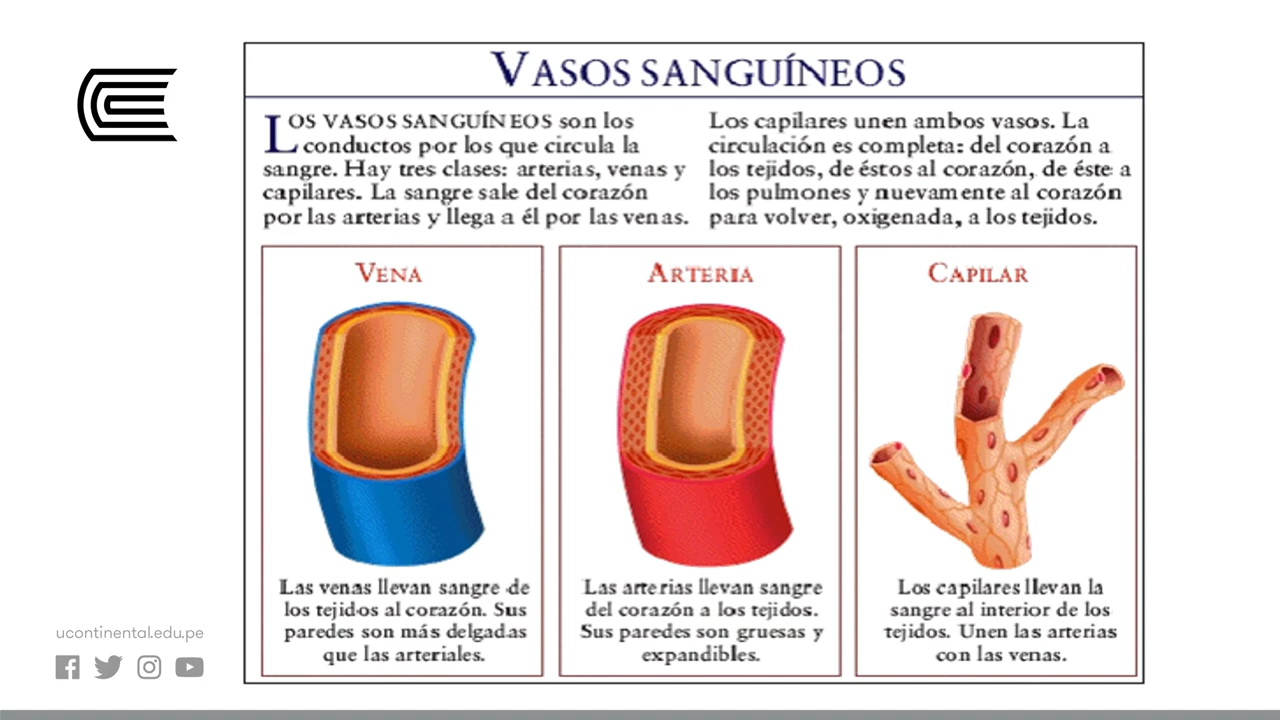 VASOS SANGUÍNEOS
LOS VASOS SANGUÍNEOS son los
conductos por los que circula la
sangre. Hay tres clases: arterias, venas y
capilares. La sangre sale del corazón
por las arterias y llega a él por las venas.
Los capilares unen ambos vasos. La
circulación es completa: del corazón a
los tejidos, de éstos al corazón, de éste a
los pulmones y nuevamente al corazón
para volver, oxigenada, a los tejidos.
VENA
Las venas llevan sangre de
los tejidos al corazón. Sus
paredes son más delgadas
que las arteriales.
ARTERIA
Las arterias llevan sangre
del corazón a los tejidos.
Sus paredes son gruesas y
expandibles.
CAPILAR
Los capilares llevan la
sangre al interior de los
tejidos. Unen las arterias
con las venas.
ucontinental.edu.pe